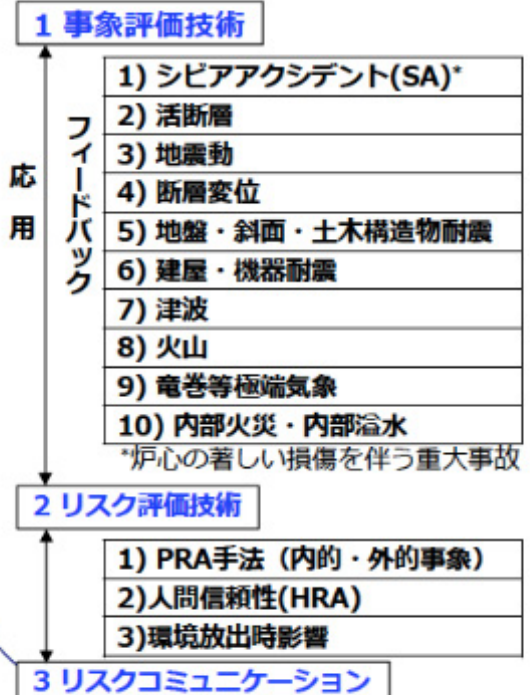 1 事象評価技術
応用
フィードバック
1) シビアアクシデント(SA)*
2) 活断層
3) 地震動
4) 断層変位
5) 地盤・斜面・土木構造物耐震
6) 建屋・機器耐震
7) 津波
8) 火山
9) 竜巻等極端気象
10) 内部火災・内部溢水
*炉心の著しい損傷を伴う重大事故
2 リスク評価技術
1) PRA手法（内的・外的事象）
2)人間信頼性(HRA)
3)環境放出時影響
3 リスクコミュニケーション